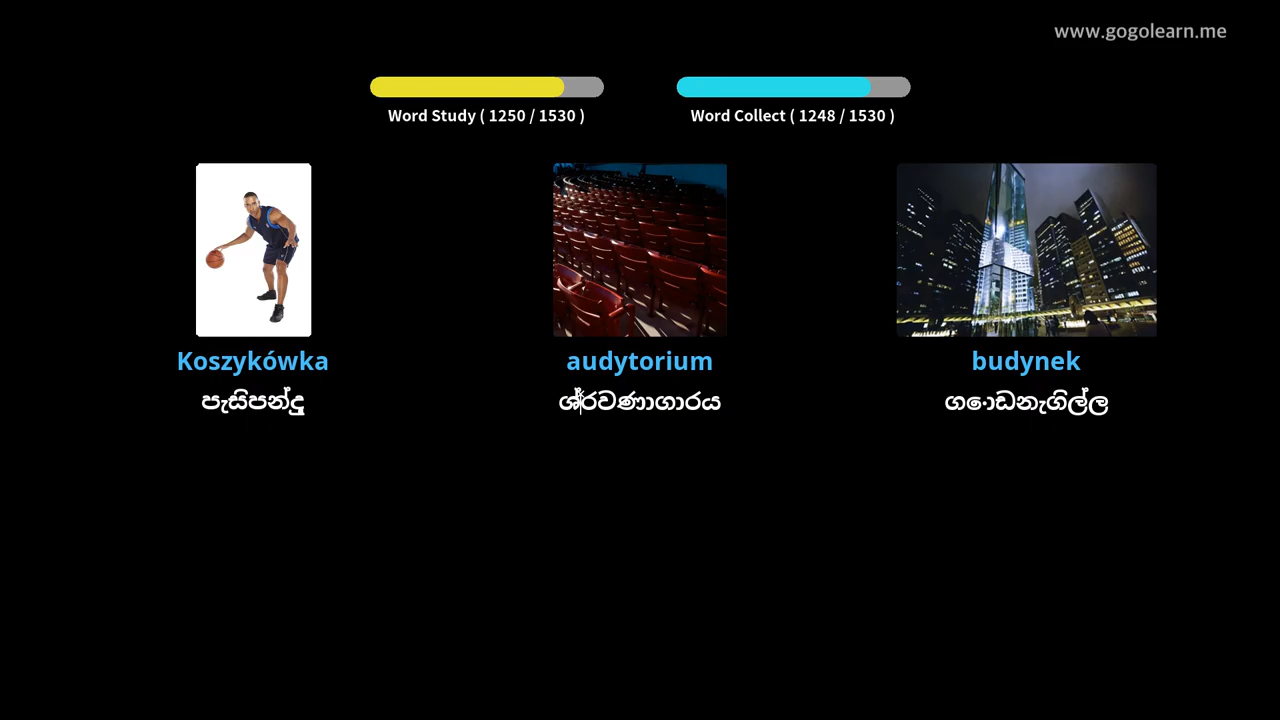 www.gogolearn.me
Word Study ( 1250 / 1530 )
Word Collect ( 1248 / 1530 )
Koszykówka
audytorium
budynek
පැසිපන්දු
ශ්‍රවණාගාරය
ගොඩනැගිල්ල